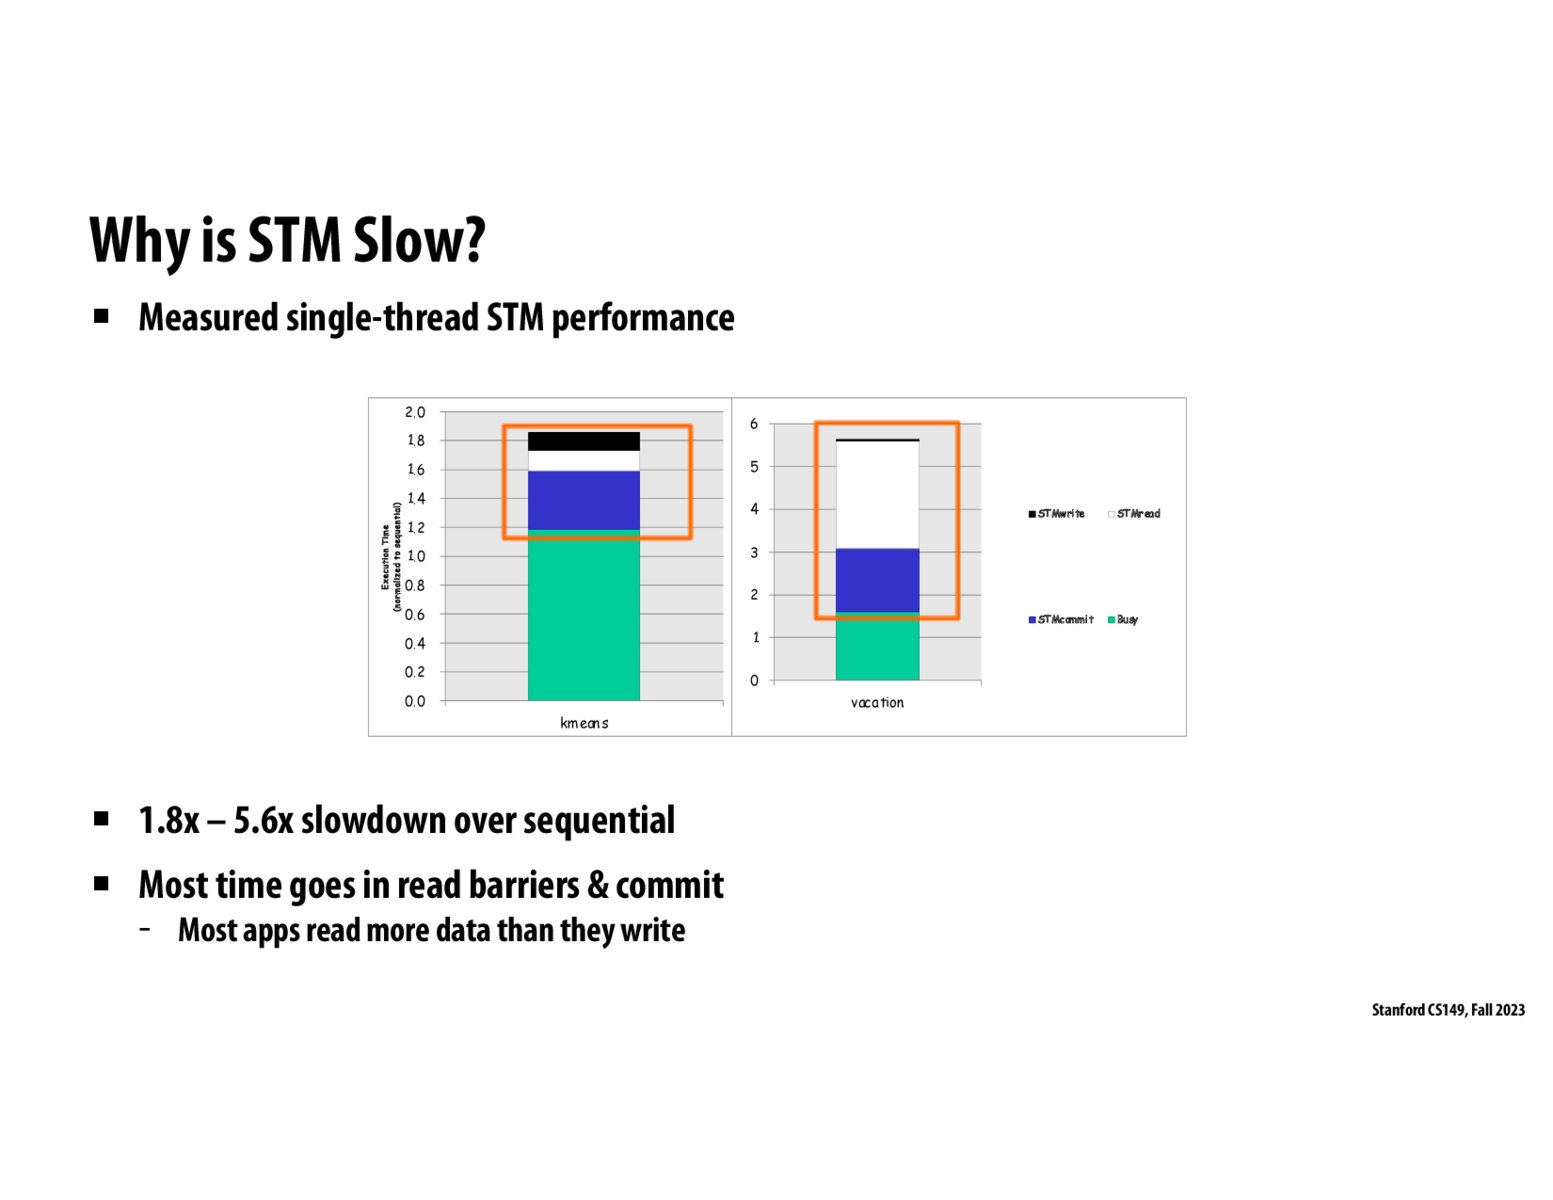 Why is STM Slow?
■ Measured single-thread STM performance
Execution Time
(normalized to sequential)
2.0
1.8
1.6
1.4
1.2
1.0
0.8
0.6
0.4
0.2
0.0
kmeans
6
5
4
3
2
1
0
vacation
STMwrite STMread
STMcommit Busy
■ 1.8x – 5.6x slowdown over sequential
■ Most time goes in read barriers & commit
- Most apps read more data than they write
Stanford CS149, Fall 2023